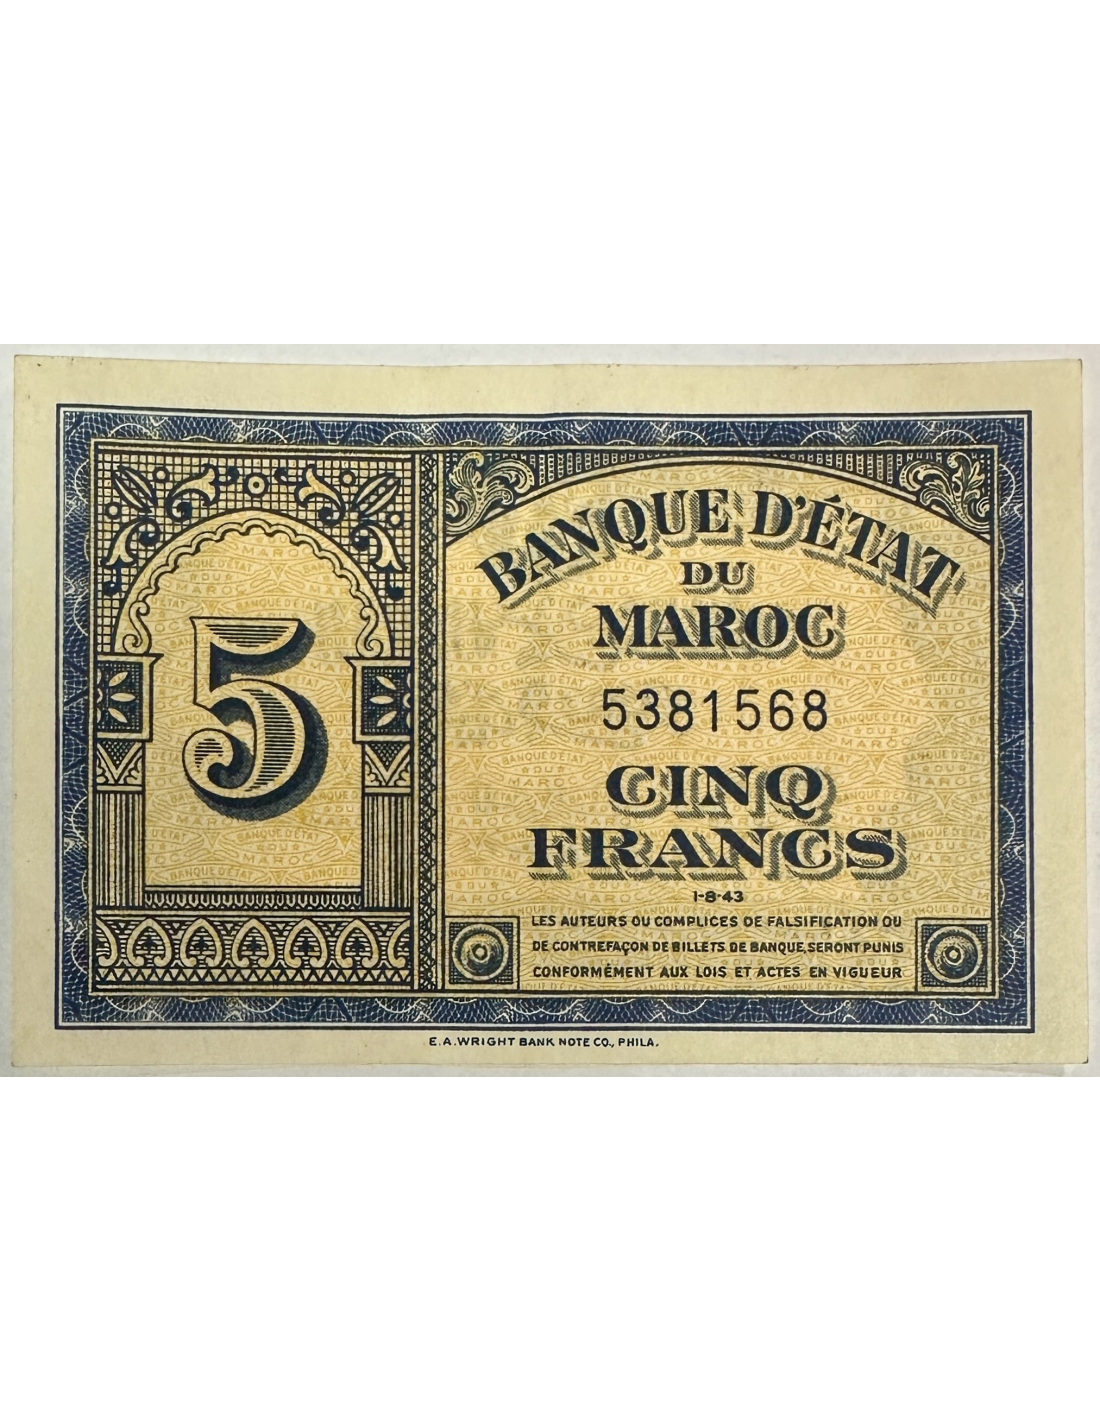 5
BANQUE D'ÉTAT
DU
MAROC
5381568
CINQ
FRANCS
1-8-43
LES AUTEURS OU COMPLICES DE FALSIFICATION OU
DE CONTREFAÇON DE BILLETS DE BANQUE, SERONT PUNIS
CONFORMÉMENT AUX LOIS ET ACTES EN VIGUEUR
E.A.WRIGHT BANK NOTE CO., PHILA.